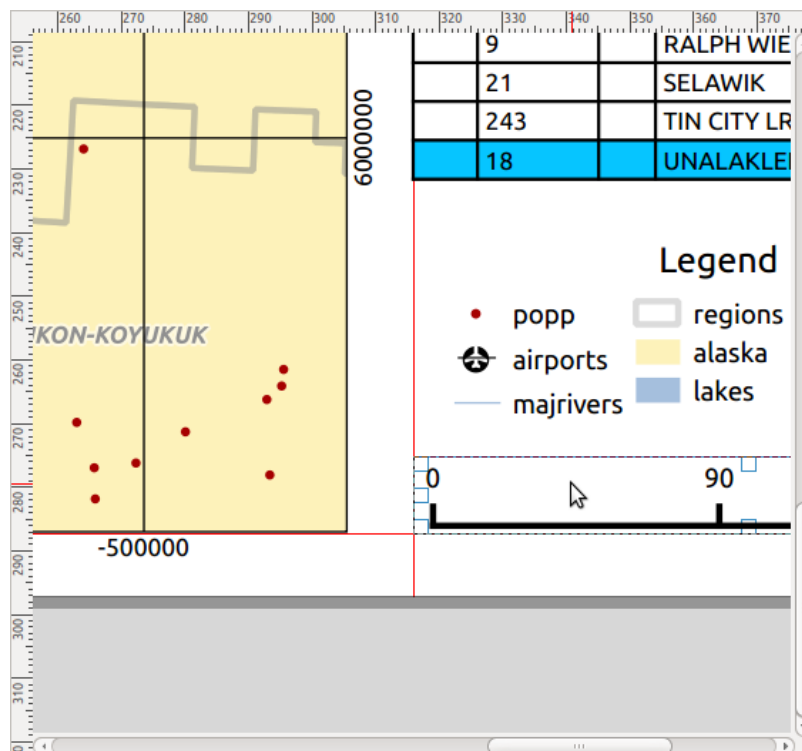 260 270 280 290 300 310 320 330 340 350 360 370
210
220
230
240
250
260
270
280
290
300
310
9 RALPH WIE
21 SELAWIK
243 TIN CITY LR
18 UNALAKLE
6000000
KON-KOYUKUK
-500000
Legend
popp
airports
majrivers
regions
alaska
lakes
0 90